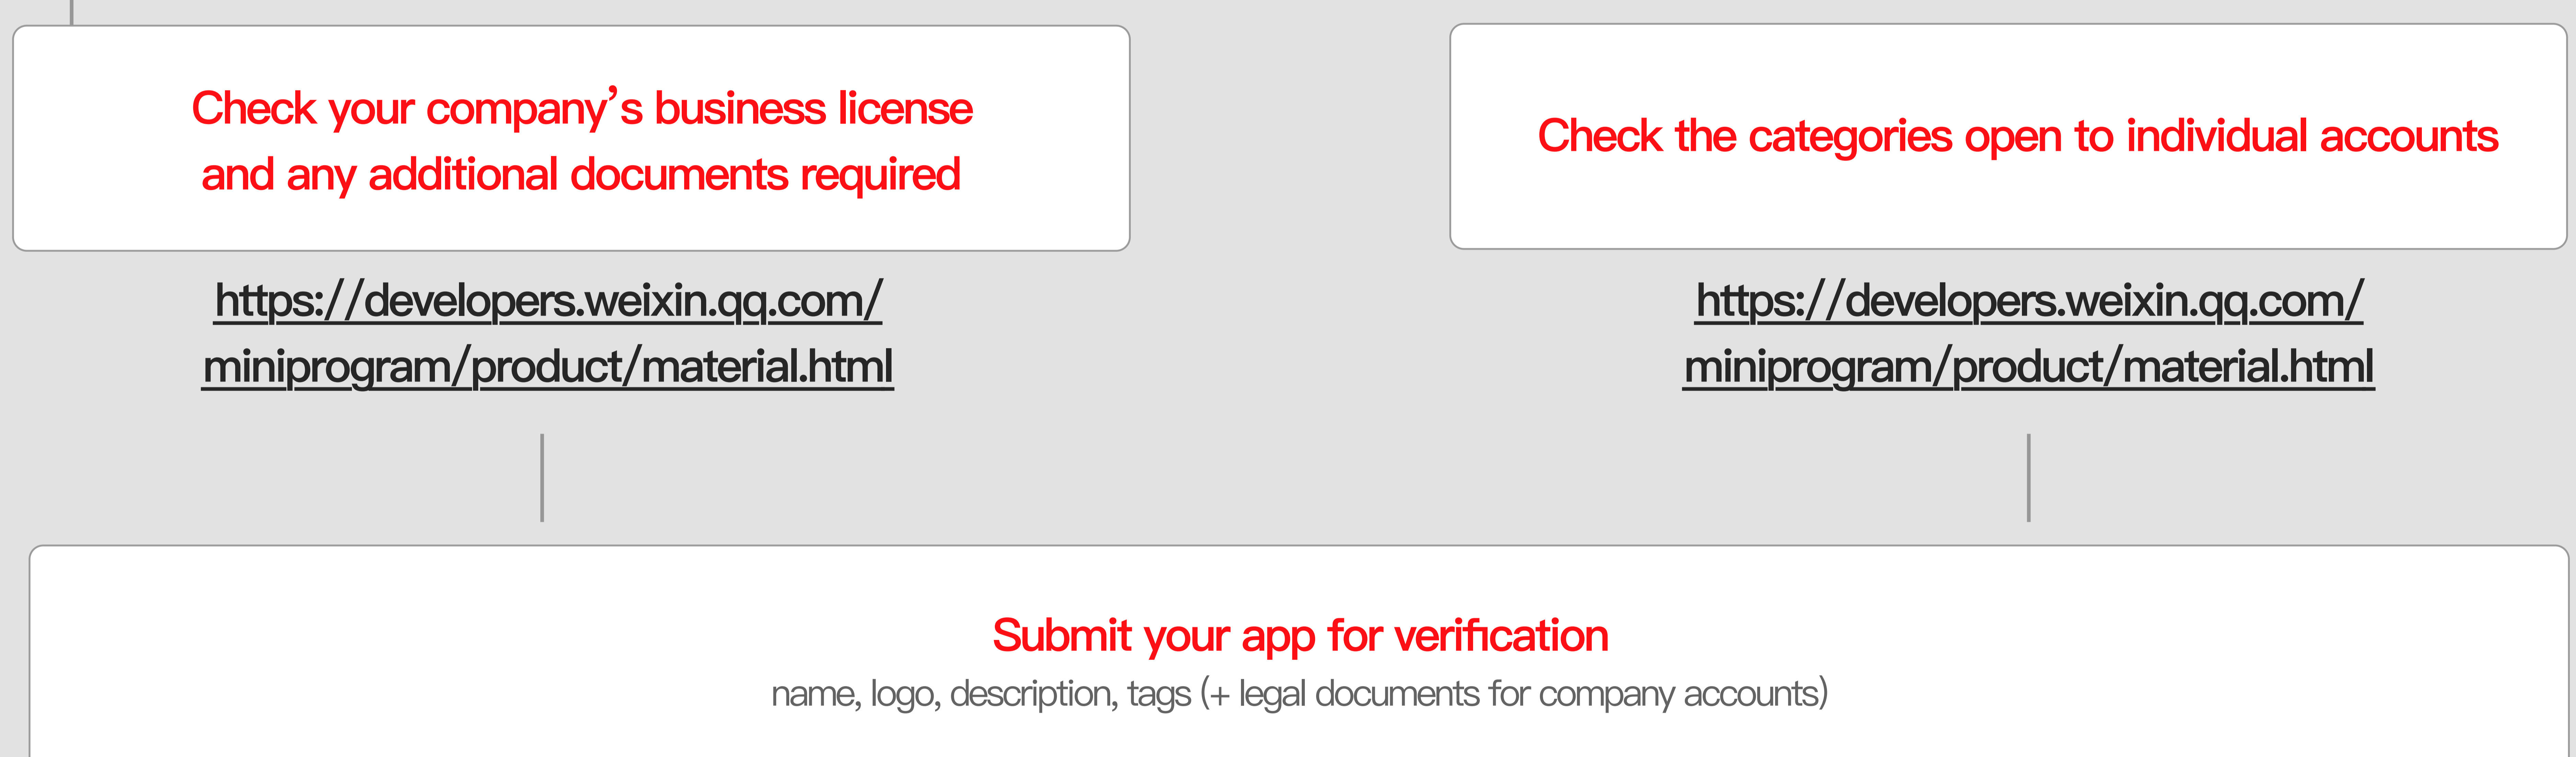 Check your company’s business license
and any additional documents required
https://developers.weixin.qq.com/
miniprogram/product/material.html
Check the categories open to individual accounts
https://developers.weixin.qq.com/
miniprogram/product/material.html
Submit your app for verification
name, logo, description, tags (+ legal documents for company accounts)